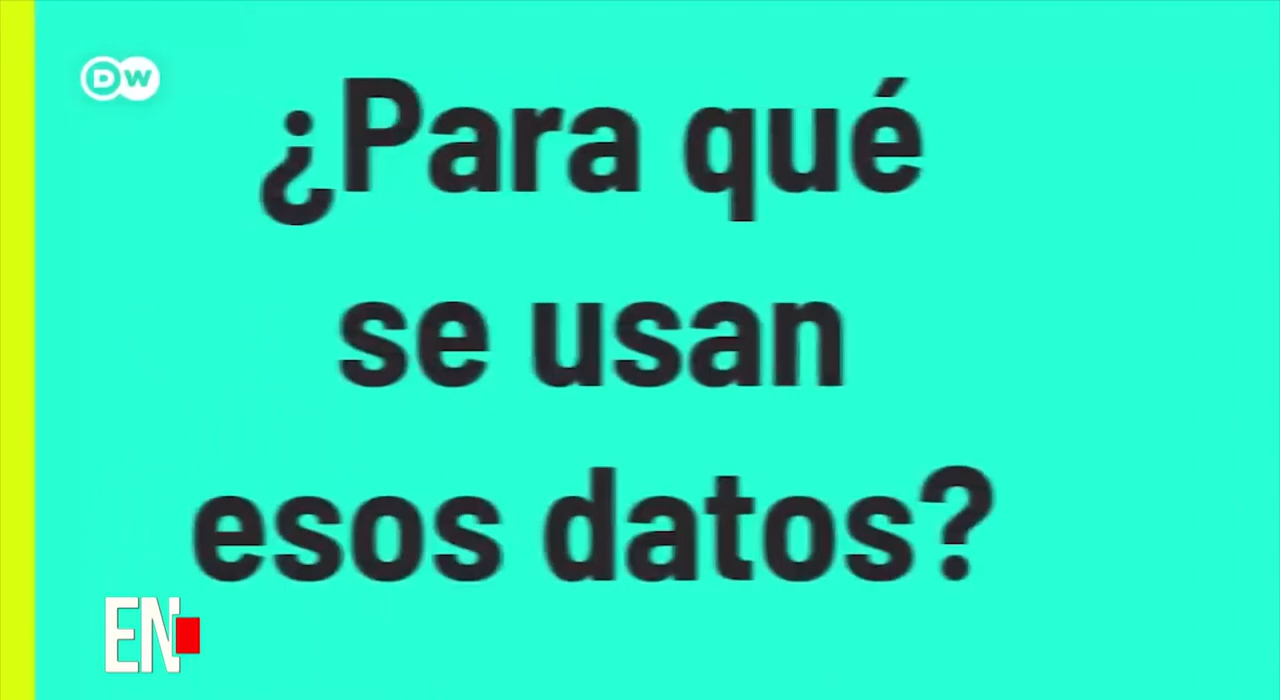 DW
¿Para qué
se usan
esos datos?
EN